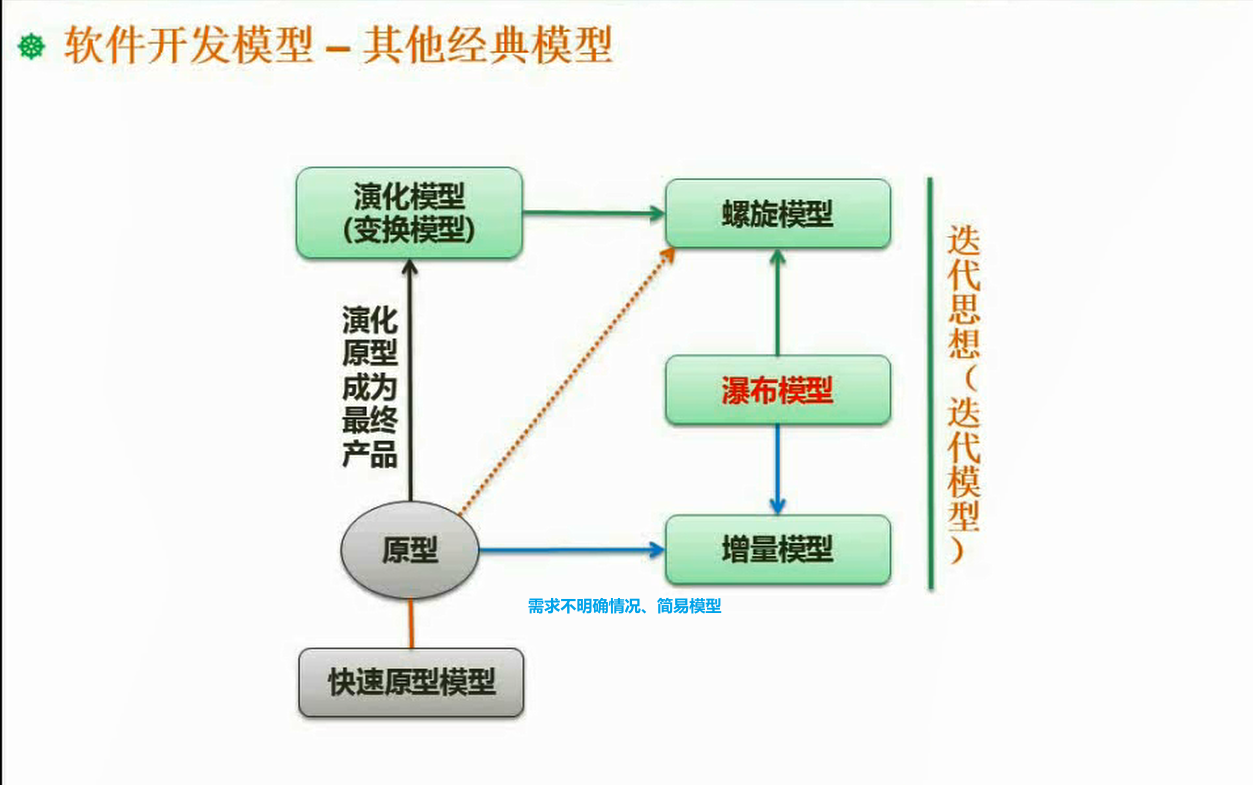 软件开发模型 – 其他经典模型
演化模型
(变换模型)
螺旋模型
演化
原型
成为
最终
产品
瀑布模型
迭代思想（迭代模型）
原型
增量模型
需求不明确情况、简易模型
快速原型模型